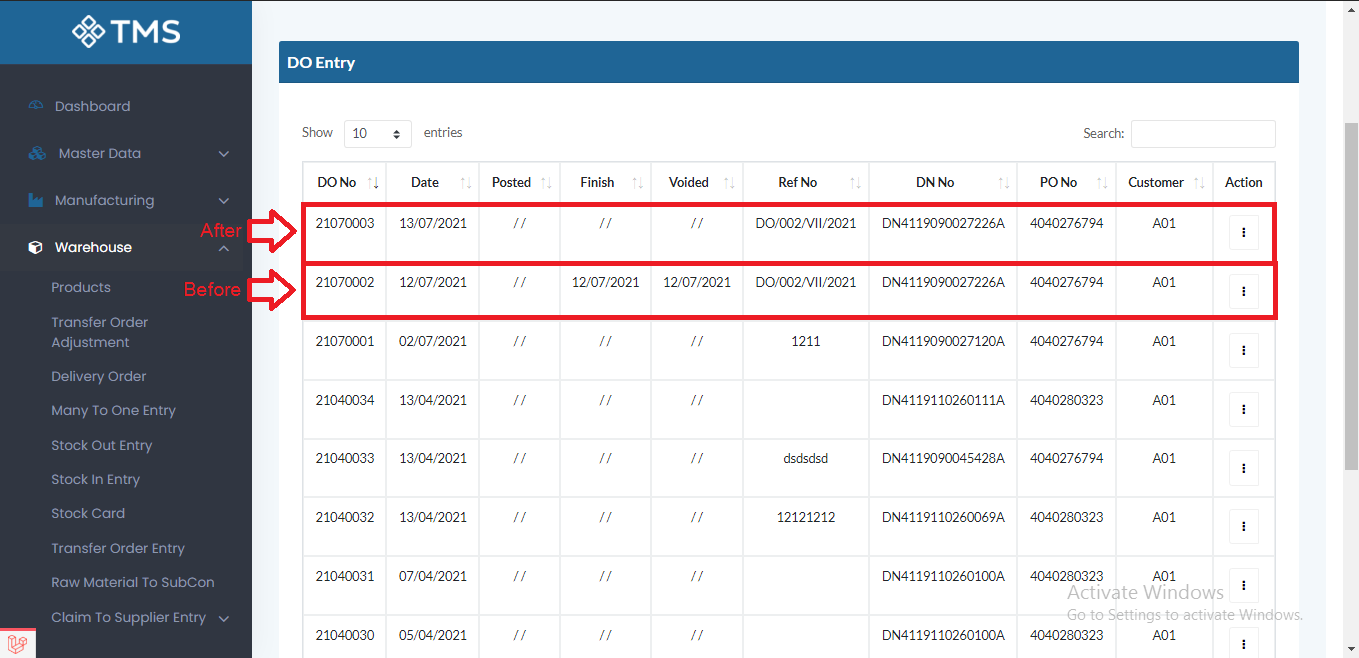 TMS
Dashboard
Master Data
Manufacturing
Warehouse
Products
Transfer Order
Adjustment
Delivery Order
Many To One Entry
Stock Out Entry
Stock In Entry
Stock Card
Transfer Order Entry
Raw Material To SubCon
Claim To Supplier Entry
After
Before
DO Entry
Show 10 entries Search:
DO No Date Posted Finish Voided Ref No DN No PO No Customer Action
21070003 13/07/2021 / / / / / / DO/002/VII/2021 DN4119090027226A 4040276794 A01
21070002 12/07/2021 / / 12/07/2021 12/07/2021 DO/002/VII/2021 DN4119090027226A 4040276794 A01
21070001 02/07/2021 / / / / / / 1211 DN4119090027120A 4040276794 A01
21040034 13/04/2021 / / / / / / DN4119110260111A 4040280323 A01
21040033 13/04/2021 / / / / / / dsdsdsd DN4119090045428A 4040276794 A01
21040032 13/04/2021 / / / / / / 12121212 DN4119110260069A 4040280323 A01
21040031 07/04/2021 / / / / / / DN4119110260100A 4040280323 A01
21040030 05/04/2021 / / / / / / DN4119110260100A 4040280323 A01
Activate Windows
Go to Settings to activate Windows.